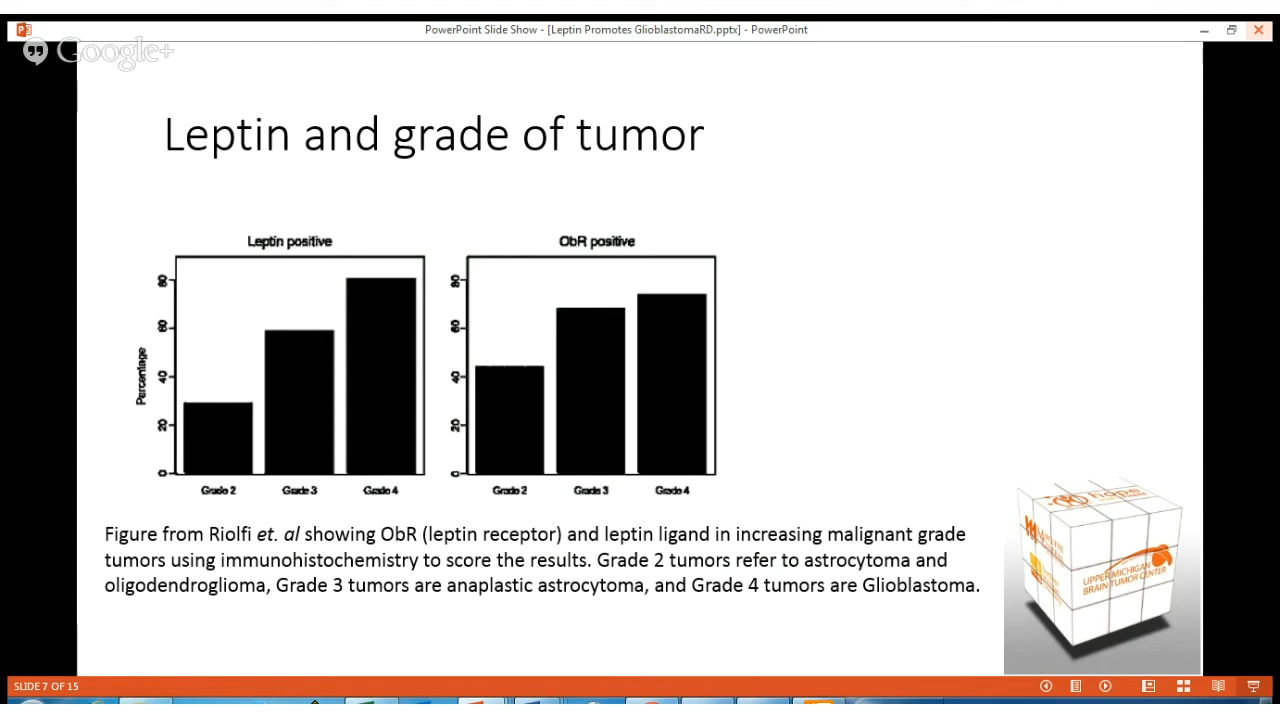 PowerPoint Slide Show - [Leptin Promotes GlioblastomaRD.pptx] - PowerPoint
Google+
Leptin and grade of tumor
Leptin positive
ObR positive
Percentage
0
20
40
60
80
0
20
40
60
80
Grade 2
Grade 3
Grade 4
Grade 2
Grade 3
Grade 4
Figure from Riolfi et. al showing ObR (leptin receptor) and leptin ligand in increasing malignant grade
tumors using immunohistochemistry to score the results. Grade 2 tumors refer to astrocytoma and
oligodendroglioma, Grade 3 tumors are anaplastic astrocytoma, and Grade 4 tumors are Glioblastoma.
hope
UPPER MICHIGAN
BRAIN TUMOR CENTER
SLIDE 7 OF 15